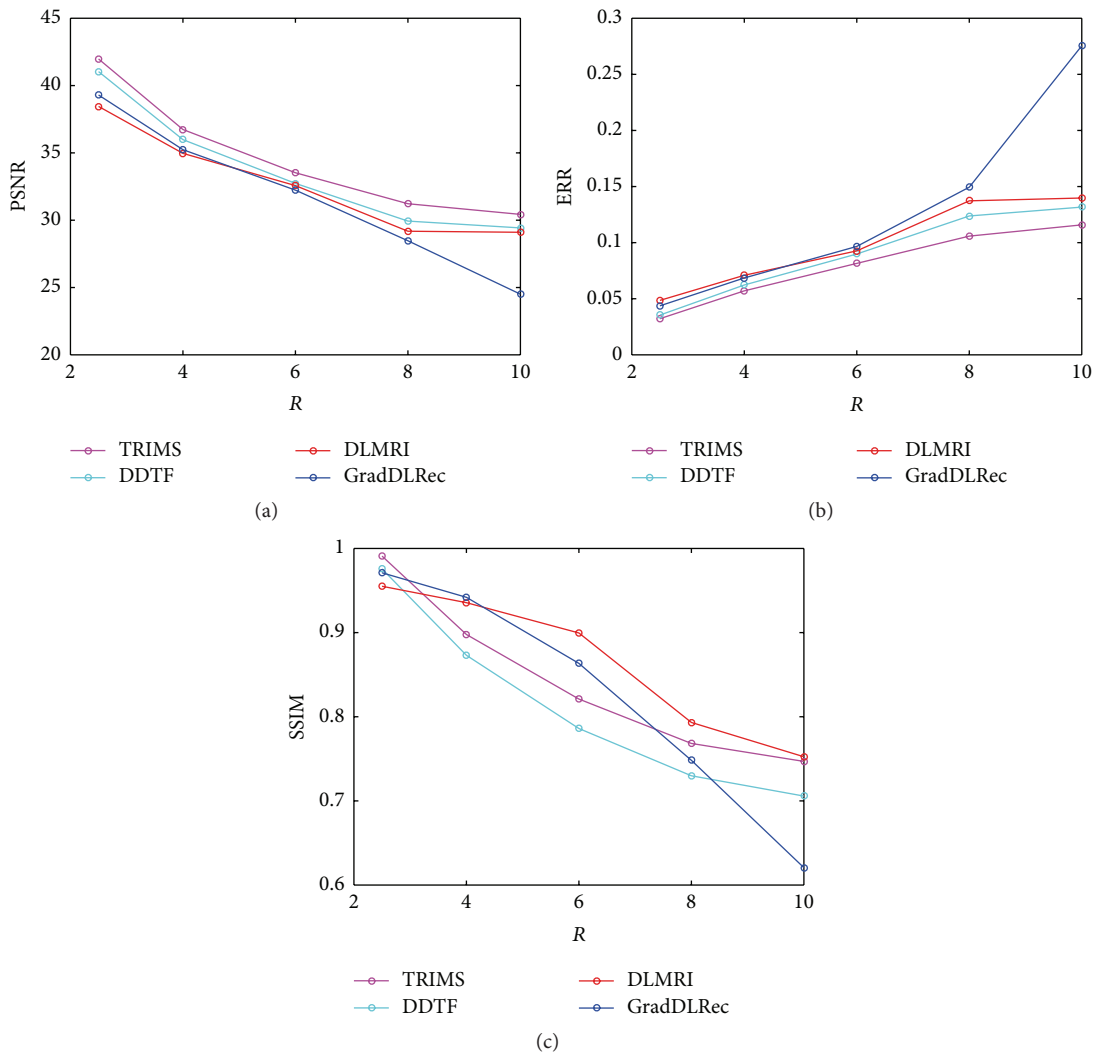 45
40
35
30
25
20
PSNR
2 4 6 8 10
R
TRIMS
DDTF
DLMRI
GradDLRec
(a)
0.3
0.25
0.2
0.15
0.1
0.05
0
ERR
2 4 6 8 10
R
TRIMS
DDTF
DLMRI
GradDLRec
(b)
1
0.9
0.8
0.7
0.6
SSIM
2 4 6 8 10
R
TRIMS
DDTF
DLMRI
GradDLRec
(c)